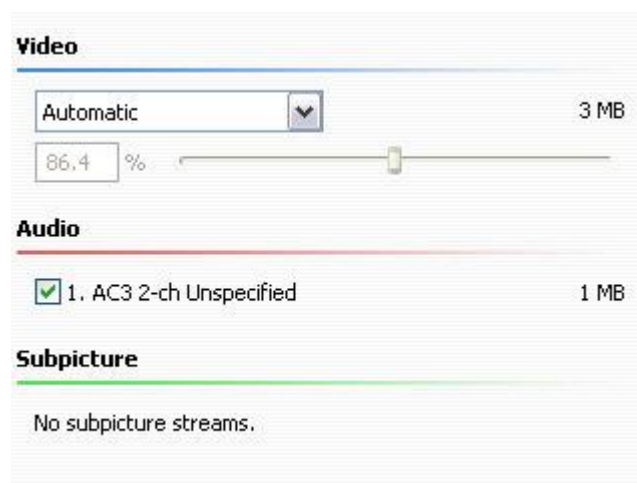 Video
Automatic 3 MB
86.4 %
Audio
1. AC3 2-ch Unspecified 1 MB
Subpicture
No subpicture streams.